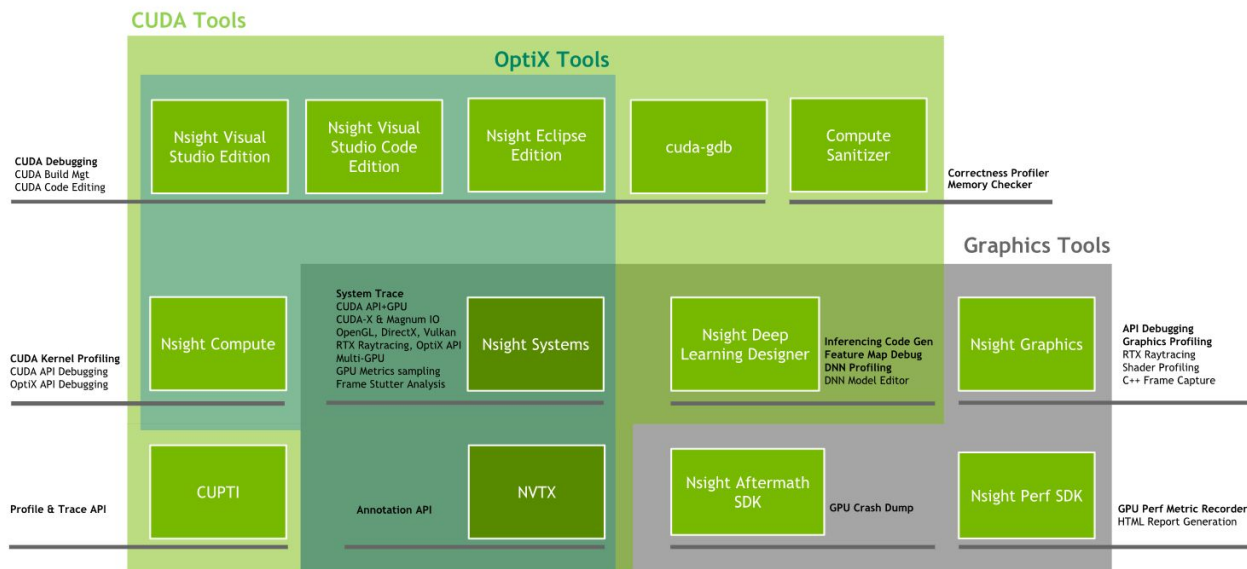 CUDA Tools
OptiX Tools
Nsight Visual
Studio Edition
Nsight Visual
Studio Code
Edition
Nsight Eclipse
Edition
cuda-gdb
Compute
Sanitizer
CUDA Debugging
CUDA Build Mgt
CUDA Code Editing
Correctness Profiler
Memory Checker
Graphics Tools
CUDA Kernel Profiling
CUDA API Debugging
OptiX API Debugging
Nsight Compute
System Trace
CUDA API+GPU
CUDA-X & Magnum IO
OpenGL, DirectX, Vulkan
RTX Raytracing, OptiX API
Multi-GPU
GPU Metrics sampling
Frame Stutter Analysis
Nsight Systems
Nsight Deep
Learning Designer
Inferencing Code Gen
Feature Map Debug
DNN Profiling
DNN Model Editor
Nsight Graphics
API Debugging
Graphics Profiling
RTX Raytracing
Shader Profiling
C++ Frame Capture
Profile & Trace API
CUPTI
Annotation API
NVTX
Nsight Aftermath
SDK
GPU Crash Dump
Nsight Perf SDK
GPU Perf Metric Recorder
HTML Report Generation